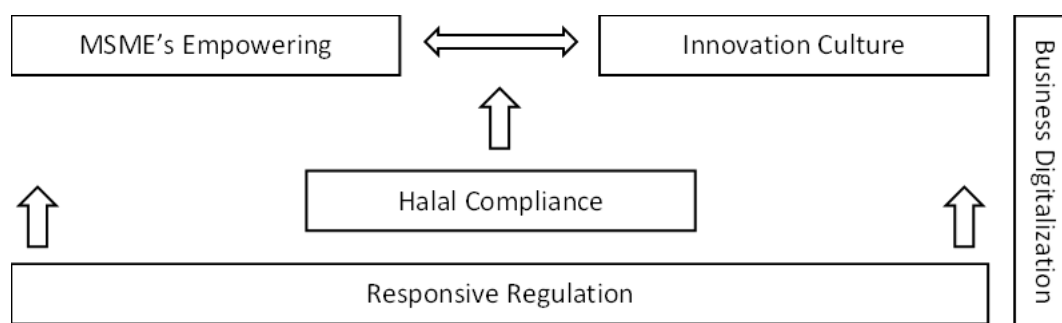 MSME's Empowering
Innovation Culture
Halal Compliance
Responsive Regulation
Business Digitalization